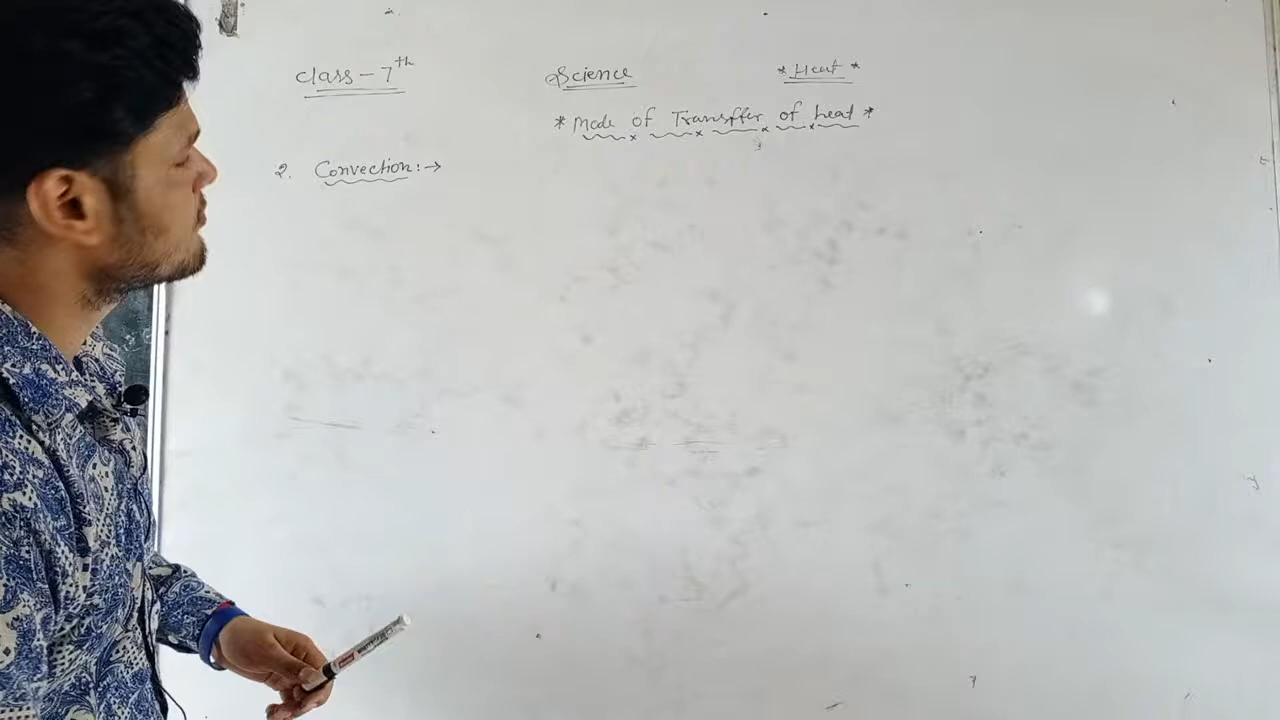 Class - 7th Science * Heat *
* Mode of Transffer of heat *
2. Convection :→